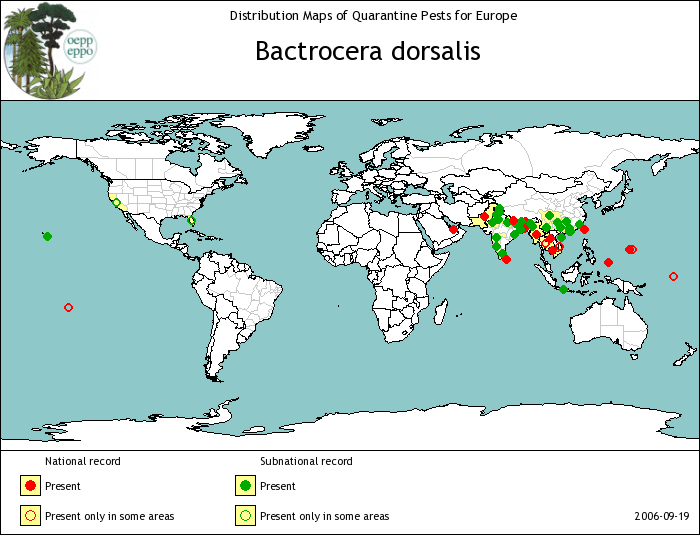 oepp
eppo
Distribution Maps of Quarantine Pests for Europe
Bactrocera dorsalis
National record
Subnational record
Present
Present
Present only in some areas
Present only in some areas
2006-09-19